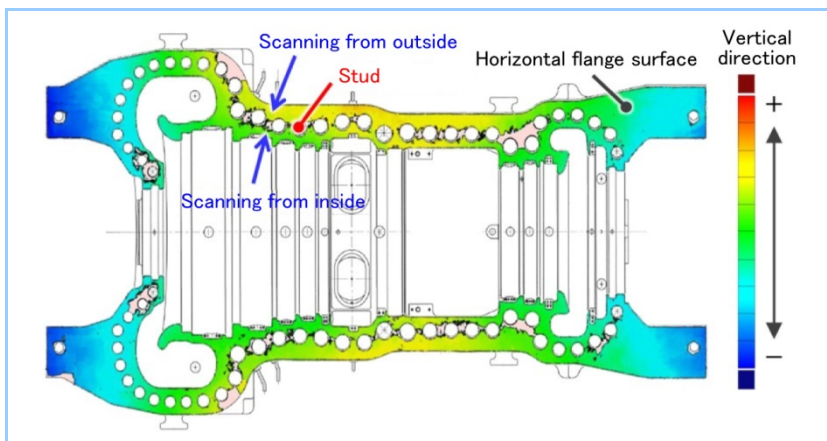 Scanning from outside
Stud
Horizontal flange surface
Vertical
direction
+
Scanning from inside
−